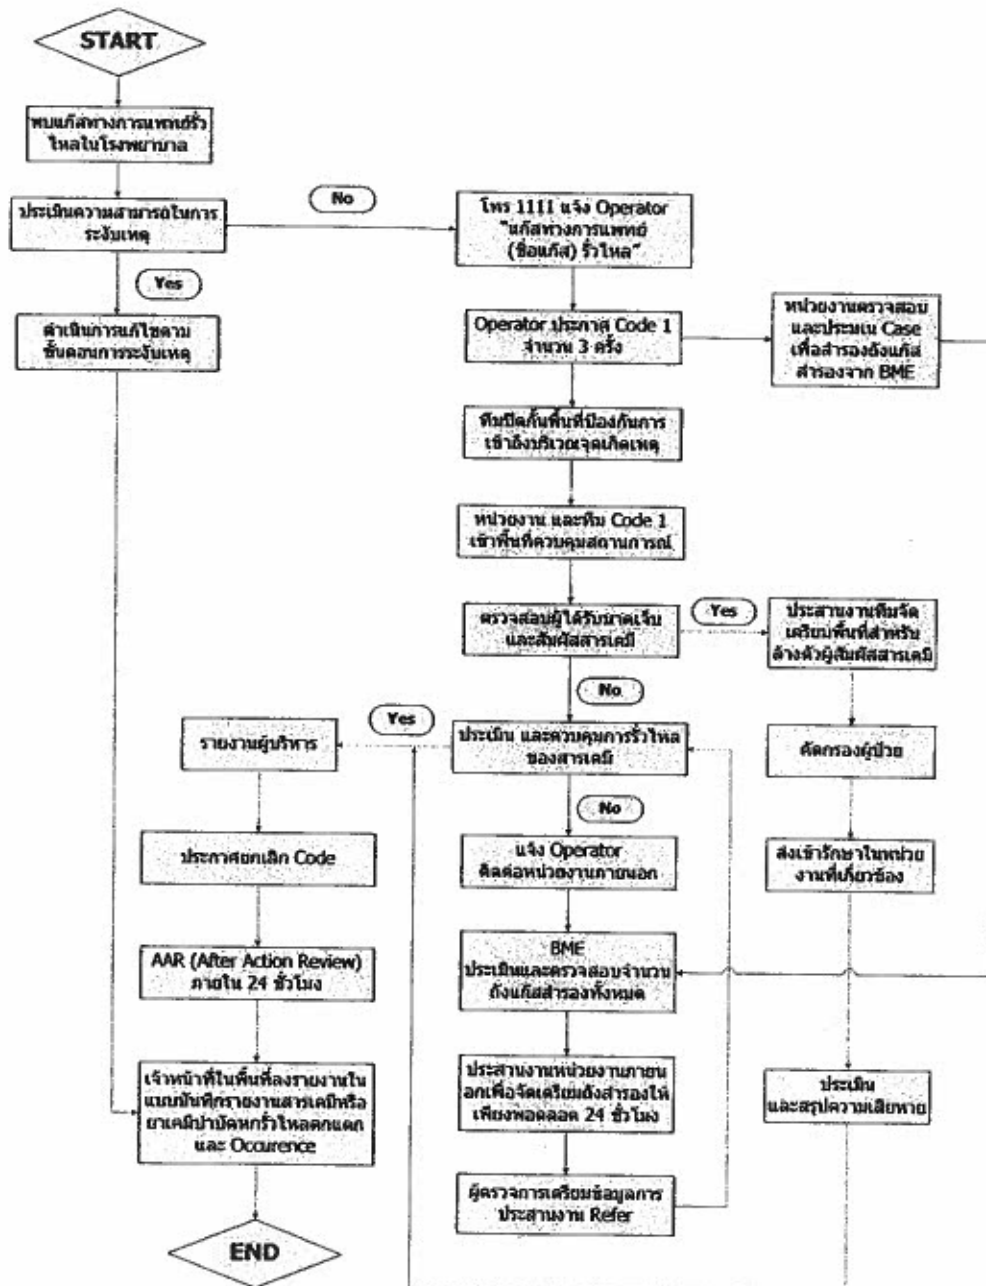 START
พบแก๊สทางการแพทย์รั่ว
ไหลในโรงพยาบาล
ประเมินความสามารถในการ
ระงับเหตุ
No
Yes
ดำเนินการแก้ไขตาม
ขั้นตอนการระงับเหตุ
โทร 1111 แจ้ง Operator
"แก๊สทางการแพทย์
(ชื่อแก๊ส) รั่วไหล"
Operator ประกาศ Code 1
จำนวน 3 ครั้ง
หน่วยงานตรวจสอบ
และประเมิน Case
เพื่อสำรองถังแก๊ส
สำรองจาก BME
ทีมปิดกั้นพื้นที่ป้องกันการ
เข้าถึงบริเวณจุดเกิดเหตุ
หน่วยงาน และทีม Code 1
เข้าพื้นที่ควบคุมสถานการณ์
ตรวจสอบผู้ได้รับบาดเจ็บ
และสัมผัสสารเคมี
Yes
ประสานงานทีมจัด
เตรียมพื้นที่สำหรับ
ล้างตัวผู้สัมผัสสารเคมี
No
คัดกรองผู้ป่วย
ส่งเข้ารักษาในหน่วย
งานที่เกี่ยวข้อง
ประเมิน
และสรุปความเสียหาย
ประเมิน และควบคุมการรั่วไหล
ของสารเคมี
Yes
No
แจ้ง Operator
ติดต่อหน่วยงานภายนอก
BME
ประเมินและตรวจสอบจำนวน
ถังแก๊สสำรองทั้งหมด
ประสานงานหน่วยงานภายน
อกเพื่อจัดเตรียมถังสำรองให้
เพียงพอตลอด 24 ชั่วโมง
ผู้ตรวจการเตรียมข้อมูลการ
ประสานงาน Refer
รายงานผู้บริหาร
ประกาศยกเลิก Code
AAR (After Action Review)
ภายใน 24 ชั่วโมง
เจ้าหน้าที่ในพื้นที่ลงรายงานใน
แบบบันทึกรายงานสารเคมีหรือ
ยาเคมีบำบัดหกรั่วไหลตกแตก
และ Occurence
END